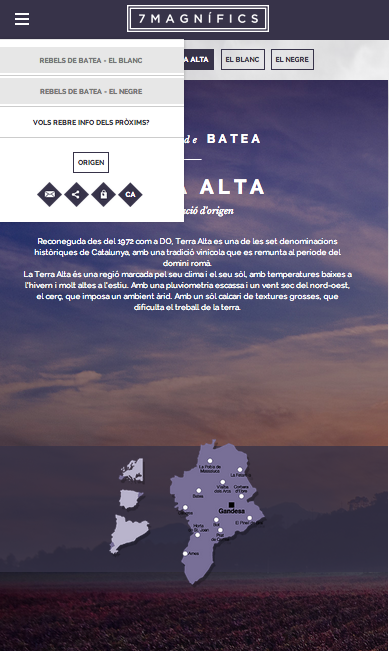 7MAGNÍFICS
REBELS DE BATEA - EL BLANC
REBELS DE BATEA - EL NEGRE
VOLS REBRE INFO DELS PRÒXIMS?
ORIGEN
CA
ALTA
EL BLANC
EL NEGRE
de BATEA
ALTA
d'origen
Reconeguda des del 1972 com a DO, Terra Alta es una de les set denominacions
històriques de Catalunya, amb una tradició vinícola que es remunta al període del
domini romà.
La Terra Alta és una regió marcada pel seu clima i el seu sòl, amb temperatures baixes a
l'hivern i molt altes a l'estiu. Amb una pluviometria escassa i un vent sec del nord-oest,
el cerç, que imposa un ambient àrid. Amb un sòl calcari de textures grosses, que
dificulta el treball de la terra.
La Pobla de
Massaluca
Vilalba
dels Arcs
Corbera
d'Ebre
Batea
Gandesa
Bot
El Pinell
Horta
de St. Joan
Prat
Arnes